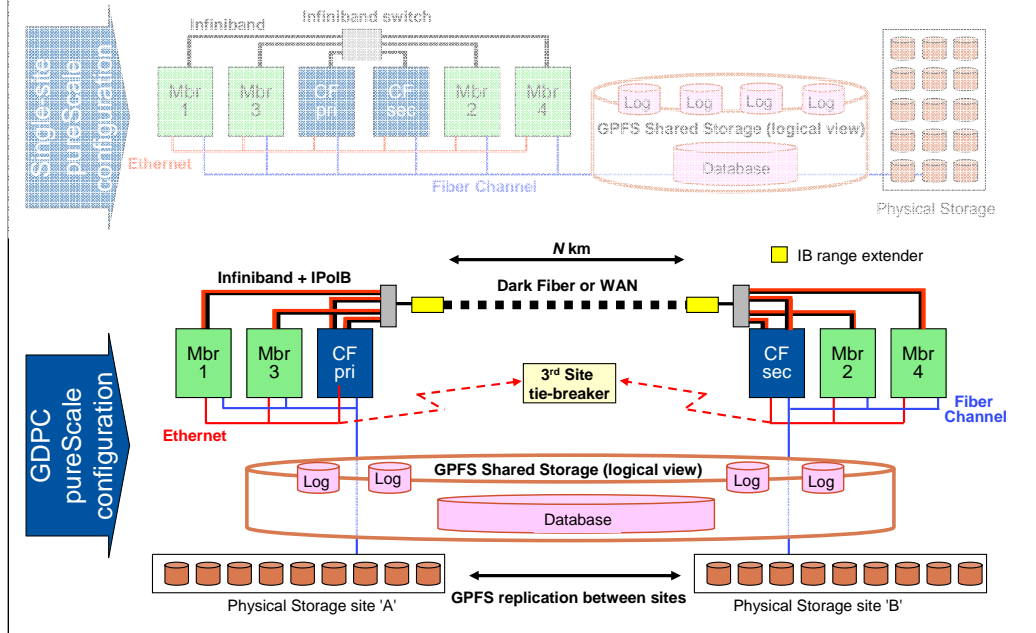 Single-site
pureScale
configuration
Infiniband
Infiniband switch
Mbr
1
Mbr
3
CF
pri
CF
sec
Mbr
2
Mbr
4
Ethernet
Fiber Channel
Log
Log
Log
Log
GPFS Shared Storage (logical view)
Database
Physical Storage
GDPC
pureScale
configuration
N km
IB range extender
Infiniband + IPoIB
Dark Fiber or WAN
Mbr
1
Mbr
3
CF
pri
3rd Site
tie-breaker
CF
sec
Mbr
2
Mbr
4
Ethernet
Fiber
Channel
GPFS Shared Storage (logical view)
Log
Log
Log
Log
Database
Physical Storage site 'A'
GPFS replication between sites
Physical Storage site 'B'